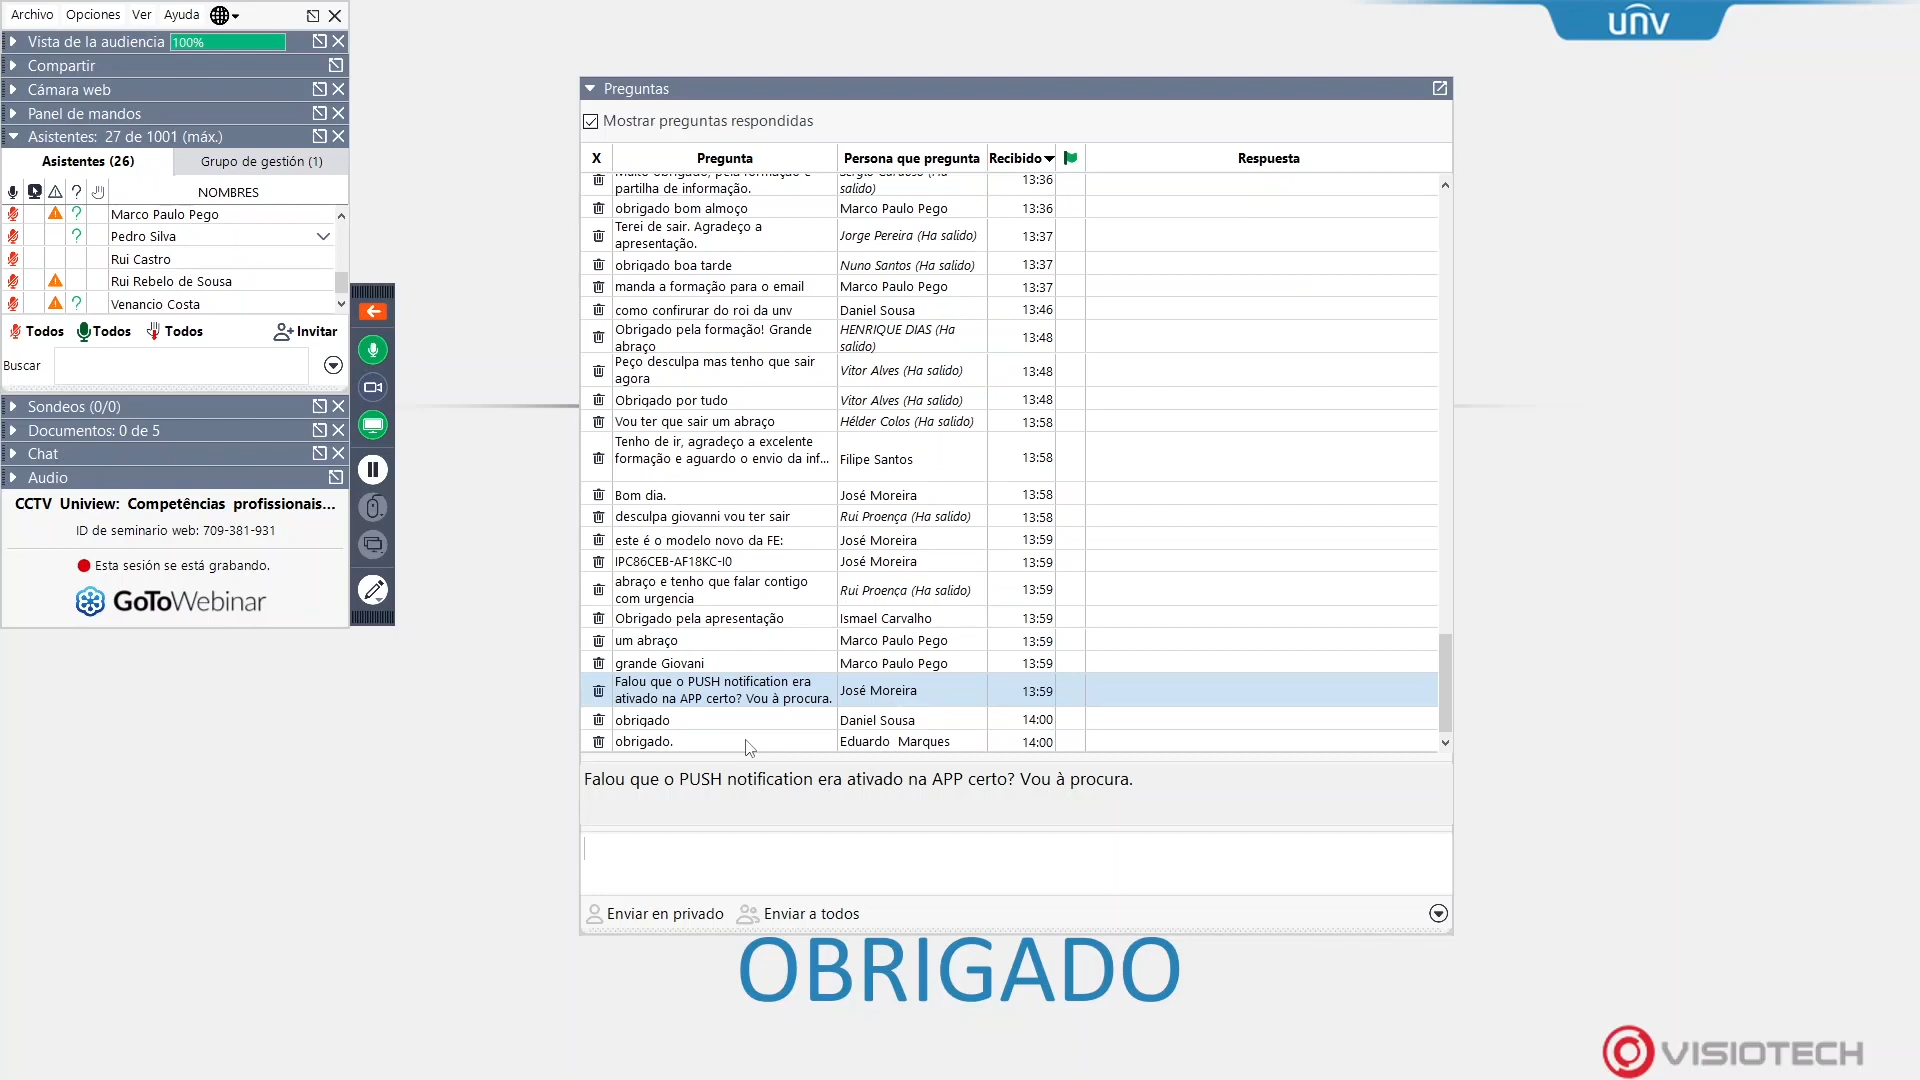 Archivo Opciones Ver Ayuda
Vista de la audiencia 100%
Compartir
Cámara web
Panel de mandos
Asistentes: 27 de 1001 (máx.)
Asistentes (26) Grupo de gestión (1)
? NOMBRES
Marco Paulo Pego
Pedro Silva
Rui Castro
Rui Rebelo de Sousa
Venancio Costa
Todos Todos Todos Invitar
Buscar
Sondeos (0/0)
Documentos: 0 de 5
Chat
Audio
CCTV Uniview: Competências profissionais...
ID de seminario web: 709-381-931
Esta sesión se está grabando.
GoToWebinar
unv
Preguntas
Mostrar preguntas respondidas
X Pregunta Persona que pregunta Recibido Respuesta
Muito obrigado, pela formação e Sergio Cardoso (Ha
partilha de informação. salido) 13:36
obrigado bom almoço Marco Paulo Pego 13:36
Terei de sair. Agradeço a
apresentação. Jorge Pereira (Ha salido) 13:37
obrigado boa tarde Nuno Santos (Ha salido) 13:37
manda a formação para o email Marco Paulo Pego 13:37
como confirurar do roi da unv Daniel Sousa 13:46
Obrigado pela formação! Grande HENRIQUE DIAS (Ha
abraço salido) 13:48
Peço desculpa mas tenho que sair
agora Vitor Alves (Ha salido) 13:48
Obrigado por tudo Vitor Alves (Ha salido) 13:48
Vou ter que sair um abraço Hélder Colos (Ha salido) 13:58
Tenho de ir, agradeço a excelente
formação e aguardo o envio da inf... Filipe Santos 13:58
Bom dia. José Moreira 13:58
desculpa giovanni vou ter sair Rui Proença (Ha salido) 13:58
este é o modelo novo da FE: José Moreira 13:59
IPC86CEB-AF18KC-I0 José Moreira 13:59
abraço e tenho que falar contigo
com urgencia Rui Proença (Ha salido) 13:59
Obrigado pela apresentação Ismael Carvalho 13:59
um abraço Marco Paulo Pego 13:59
grande Giovani Marco Paulo Pego 13:59
Falou que o PUSH notification era
ativado na APP certo? Vou à procura. José Moreira 13:59
obrigado Daniel Sousa 14:00
obrigado. Eduardo Marques 14:00
Falou que o PUSH notification era ativado na APP certo? Vou à procura.
Enviar en privado Enviar a todos
OBRIGADO
VISIOTECH